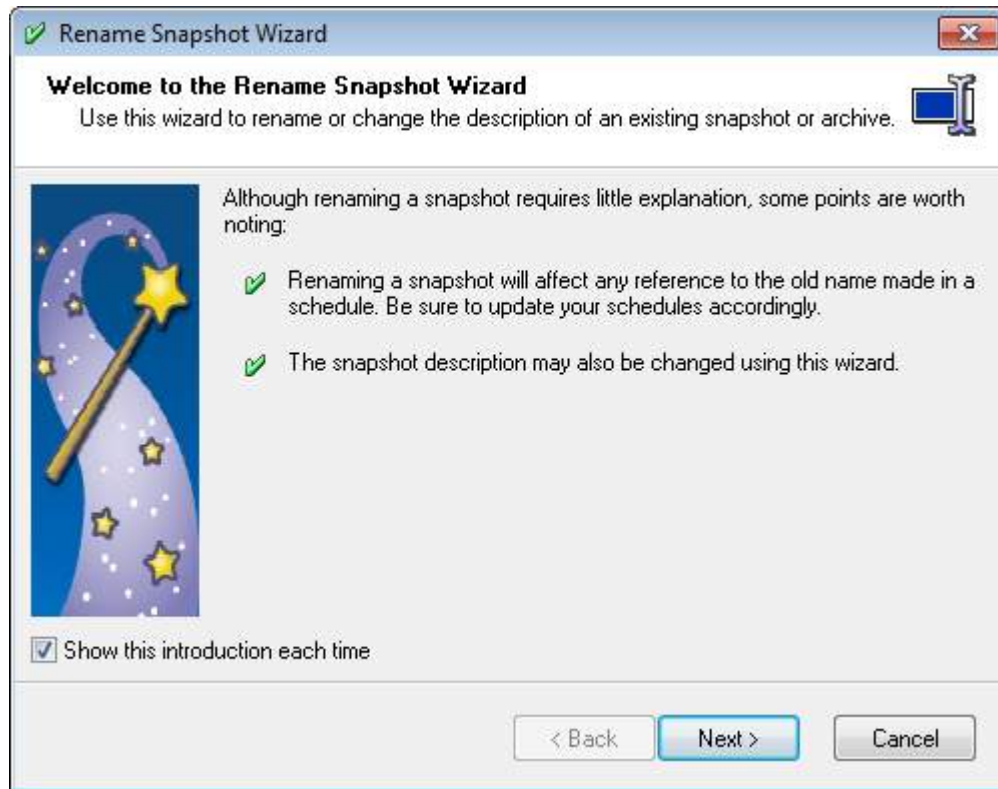 Rename Snapshot Wizard
Welcome to the Rename Snapshot Wizard
Use this wizard to rename or change the description of an existing snapshot or archive.
Although renaming a snapshot requires little explanation, some points are worth
noting:
Renaming a snapshot will affect any reference to the old name made in a
schedule. Be sure to update your schedules accordingly.
The snapshot description may also be changed using this wizard.
Show this introduction each time
< Back
Next >
Cancel